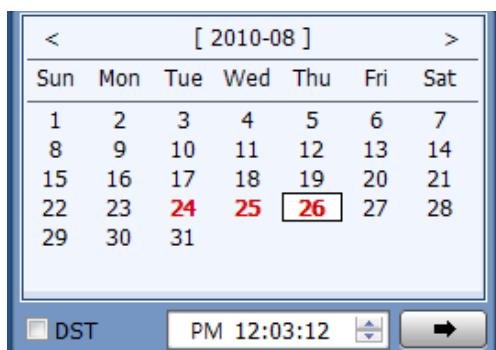 < [ 2010-08 ] >
Sun Mon Tue Wed Thu Fri Sat
1 2 3 4 5 6 7
8 9 10 11 12 13 14
15 16 17 18 19 20 21
22 23 24 25 26 27 28
29 30 31
DST PM 12:03:12